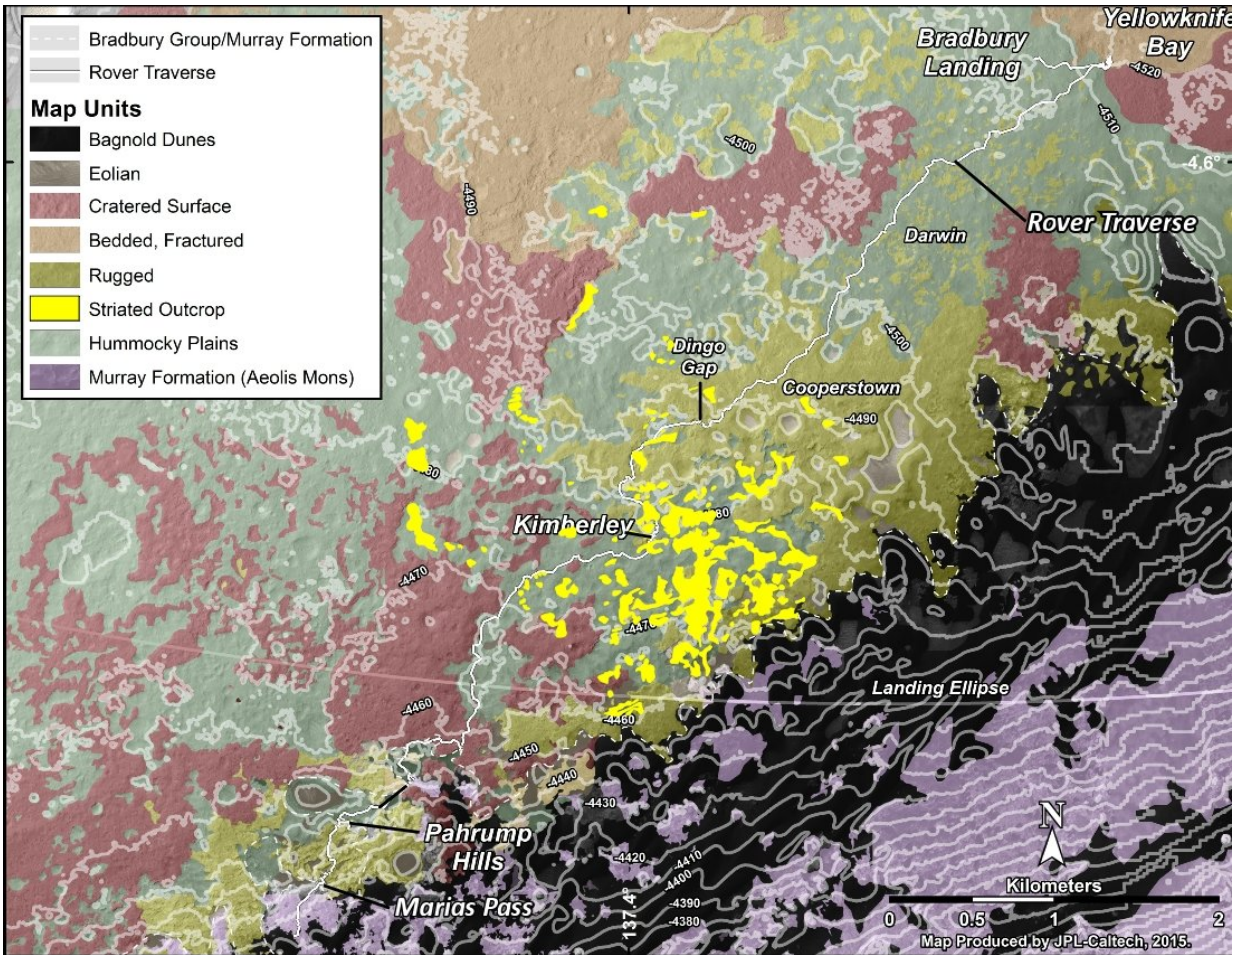 Bradbury Group/Murray Formation
Rover Traverse
Map Units
Bagnold Dunes
Eolian
Cratered Surface
Bedded, Fractured
Rugged
Striated Outcrop
Hummocky Plains
Murray Formation (Aeolis Mons)
Yellowknife
Bay
Bradbury
Landing
-4520
-4510
-4500
-4.6°
-4490
Rover Traverse
Darwin
-4500
Dingo
Gap
Cooperstown
-4490
Kimberley
-4470
-4470
Landing Ellipse
-4460
-4460
-4450
-4440
-4430
Pahrump
Hills
-4420
-4410
-4400
-4390
-4380
137.4°
Marias Pass
N
Kilometers
0 0.5 1 2
Map Produced by JPL-Caltech, 2015.